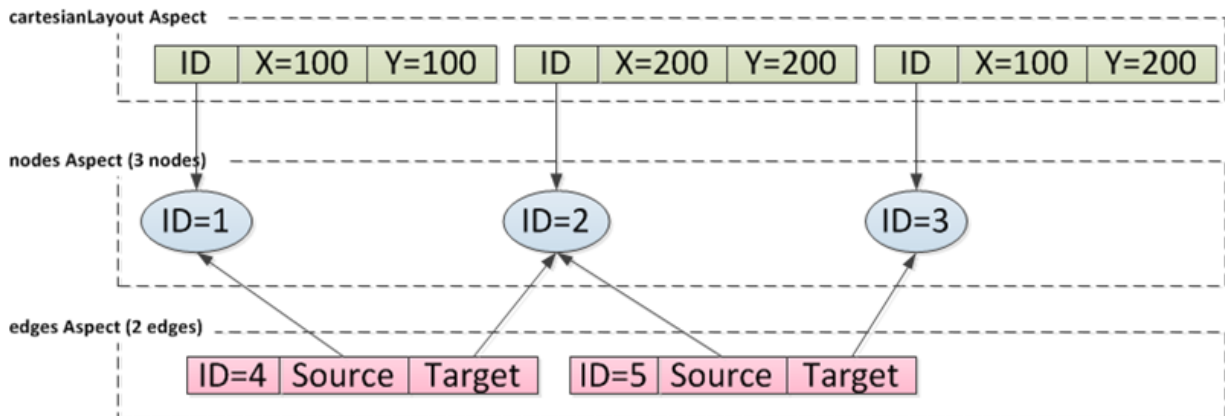 cartesianLayout Aspect
ID X=100 Y=100 ID X=200 Y=200 ID X=100 Y=200
nodes Aspect (3 nodes)
ID=1 ID=2 ID=3
edges Aspect (2 edges)
ID=4 Source Target ID=5 Source Target